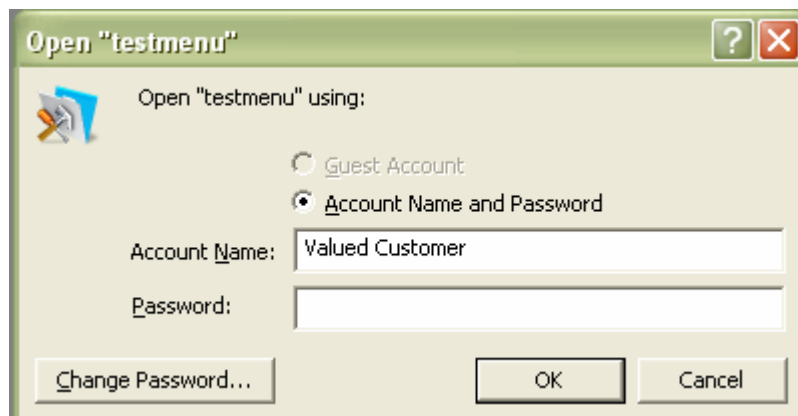 Open "testmenu"
Open "testmenu" using:
Guest Account
Account Name and Password
Account Name: Valued Customer
Password:
Change Password... OK Cancel